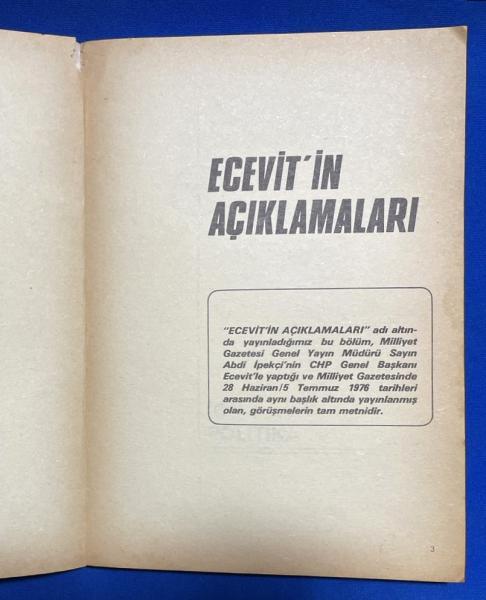 ECEVİT'İN
AÇIKLAMALARI
"ECEVİT'İN AÇIKLAMALARI" adı altın-
da yayınladığımız bu bölüm, Milliyet
Gazetesi Genel Yayın Müdürü Sayın
Abdi İpekçi'nin CHP Genel Başkanı
Ecevit'le yaptığı ve Milliyet Gazetesinde
28 Haziran/5 Temmuz 1976 tarihleri
arasında aynı başlık altında yayınlanmış
olan, görüşmelerin tam metnidir.
3